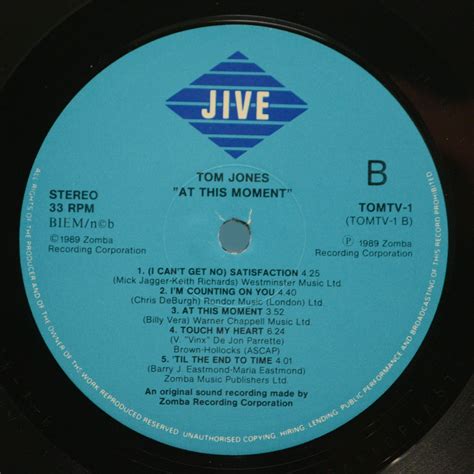 JIVE
TOM JONES
"AT THIS MOMENT"
B
STEREO
33 RPM
BIEM/n©b
TOMTV-1
(TOMTV-1 B)
©1989 Zomba
Recording Corporation
℗ 1989 Zomba
Recording Corporation
1. (I CAN'T GET NO) SATISFACTION 4.25
(Mick Jagger-Keith Richards) Westminster Music Ltd
2. I'M COUNTING ON YOU 4.40
(Chris DeBurgh) Rondor Music (London) Ltd.
3. AT THIS MOMENT 3.52
(Billy Vera) Warner Chappell Music Ltd
4. TOUCH MY HEART 6.24
(V. "Vinx" De Jon Parrette)
Brown-Hollocks (ASCAP)
5. 'TIL THE END TO TIME 4.01
(Barry J. Eastmond-Maria Eastmond)
Zomba Music Publishers Ltd.
An original sound recording made by
Zomba Recording Corporation
ALL RIGHTS OF THE PRODUCER AND OF THE OWNER OF THE WORK REPRODUCED RESERVED. UNAUTHORISED COPYING, HIRING, LENDING, PUBLIC PERFORMANCE AND BROADCASTING OF THIS RECORD PROHIBITED